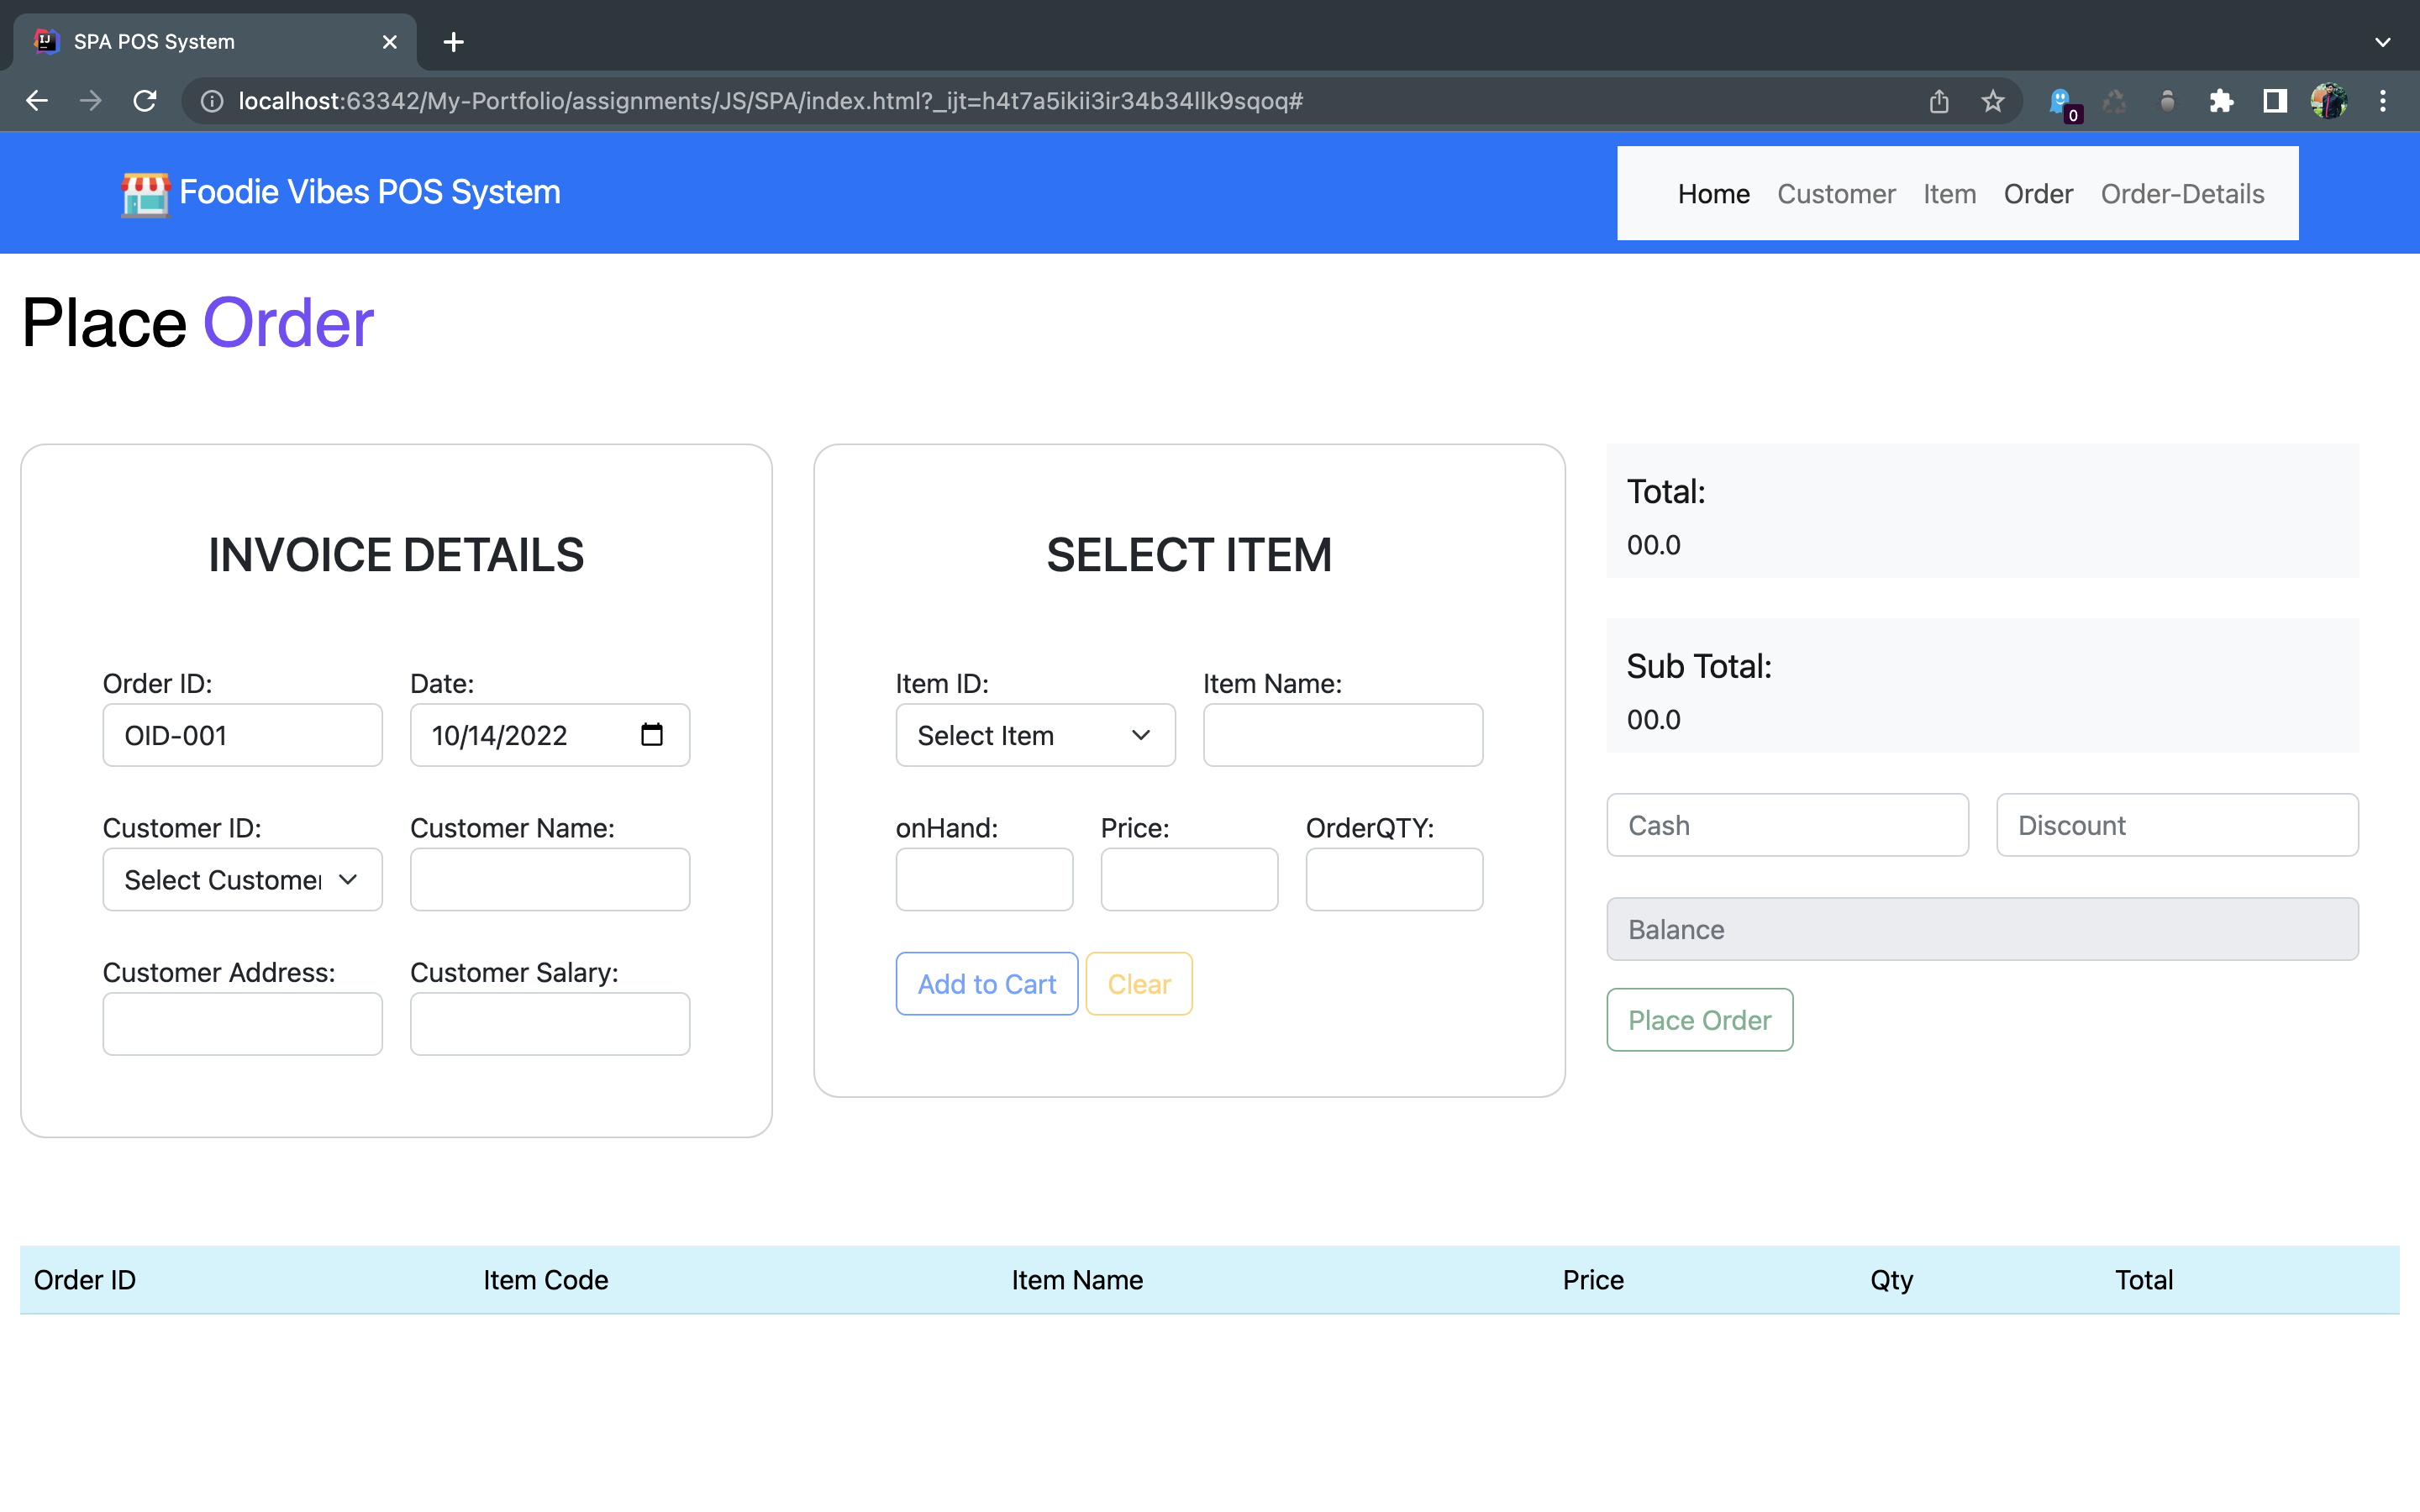 SPA POS System
localhost:63342/My-Portfolio/assignments/JS/SPA/index.html?_ijt=h4t7a5ikii3ir34b34llk9sqoq#
0
Foodie Vibes POS System
Home Customer Item Order Order-Details
Place Order
INVOICE DETAILS
Order ID: Date:
OID-001 10/14/2022
Customer ID: Customer Name:
Select Customer
Customer Address: Customer Salary:
SELECT ITEM
Item ID: Item Name:
Select Item
onHand: Price: OrderQTY:
Add to Cart Clear
Total:
00.0
Sub Total:
00.0
Cash Discount
Balance
Place Order
Order ID Item Code Item Name Price Qty Total